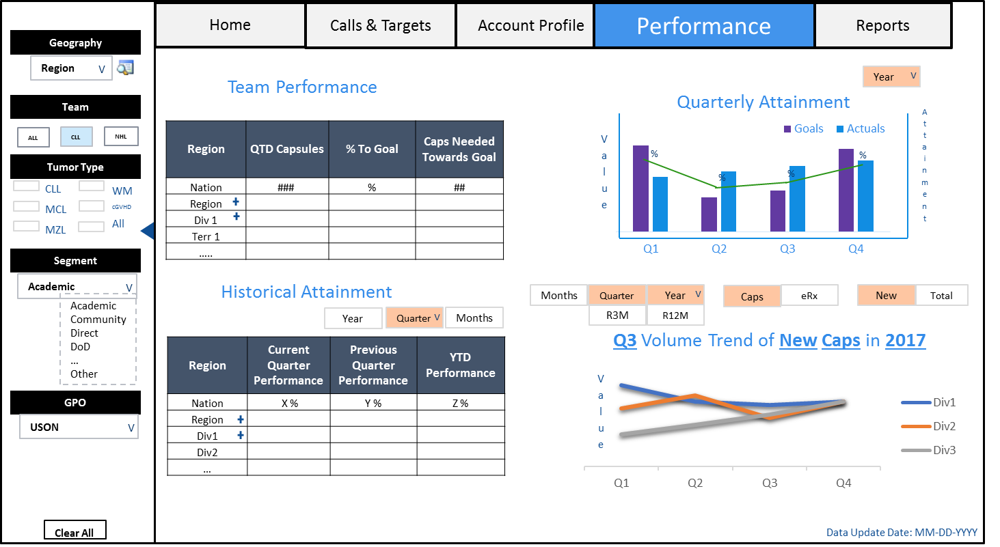 Home
Calls & Targets
Account Profile
Performance
Reports
Geography
Region V
Team
ALL
CLL
NHL
Tumor Type
CLL
WM
MCL
cGVHD
MZL
All
Segment
Academic V
Academic
Community
Direct
DoD
...
Other
GPO
USON V
Clear All
Team Performance
Region
QTD Capsules
% To Goal
Caps Needed
Towards Goal
Nation
###
%
##
Region +
Div 1 +
Terr 1
.....
Year V
Quarterly Attainment
Value
Goals
Actuals
Attainment
%
%
%
%
Q1
Q2
Q3
Q4
Historical Attainment
Year
Quarter V
Months
Region
Current
Quarter
Performance
Previous
Quarter
Performance
YTD
Performance
Nation
X %
Y %
Z %
Region +
Div1 +
Div2
...
Months
Quarter
Year V
R3M
R12M
Caps
eRx
New
Total
Q3 Volume Trend of New Caps in 2017
Value
Div1
Div2
Div3
Q1
Q2
Q3
Q4
Data Update Date: MM-DD-YYYY